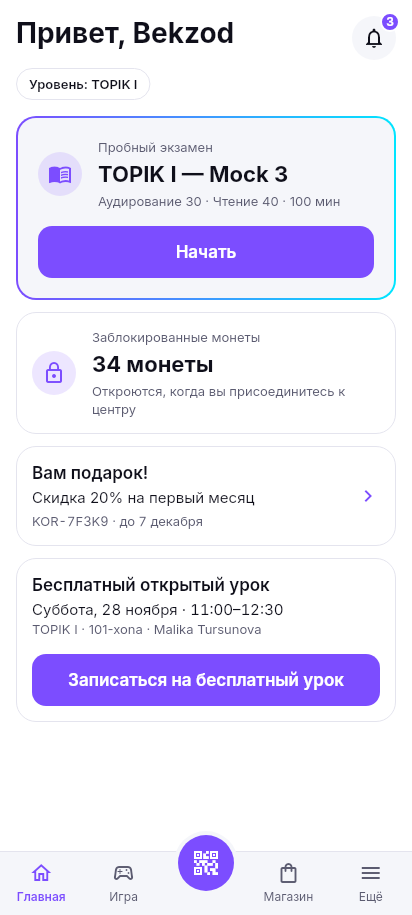 Привет, Bekzod
3
Уровень: TOPIK I
Пробный экзамен
TOPIK I — Mock 3
Аудирование 30 · Чтение 40 · 100 мин
Начать
Заблокированные монеты
34 монеты
Откроются, когда вы присоединитесь к
центру
Вам подарок!
Скидка 20% на первый месяц
KOR-7F3K9 · до 7 декабря
Бесплатный открытый урок
Суббота, 28 ноября · 11:00–12:30
TOPIK I · 101-xona · Malika Tursunova
Записаться на бесплатный урок
Главная
Игра
Магазин
Ещё